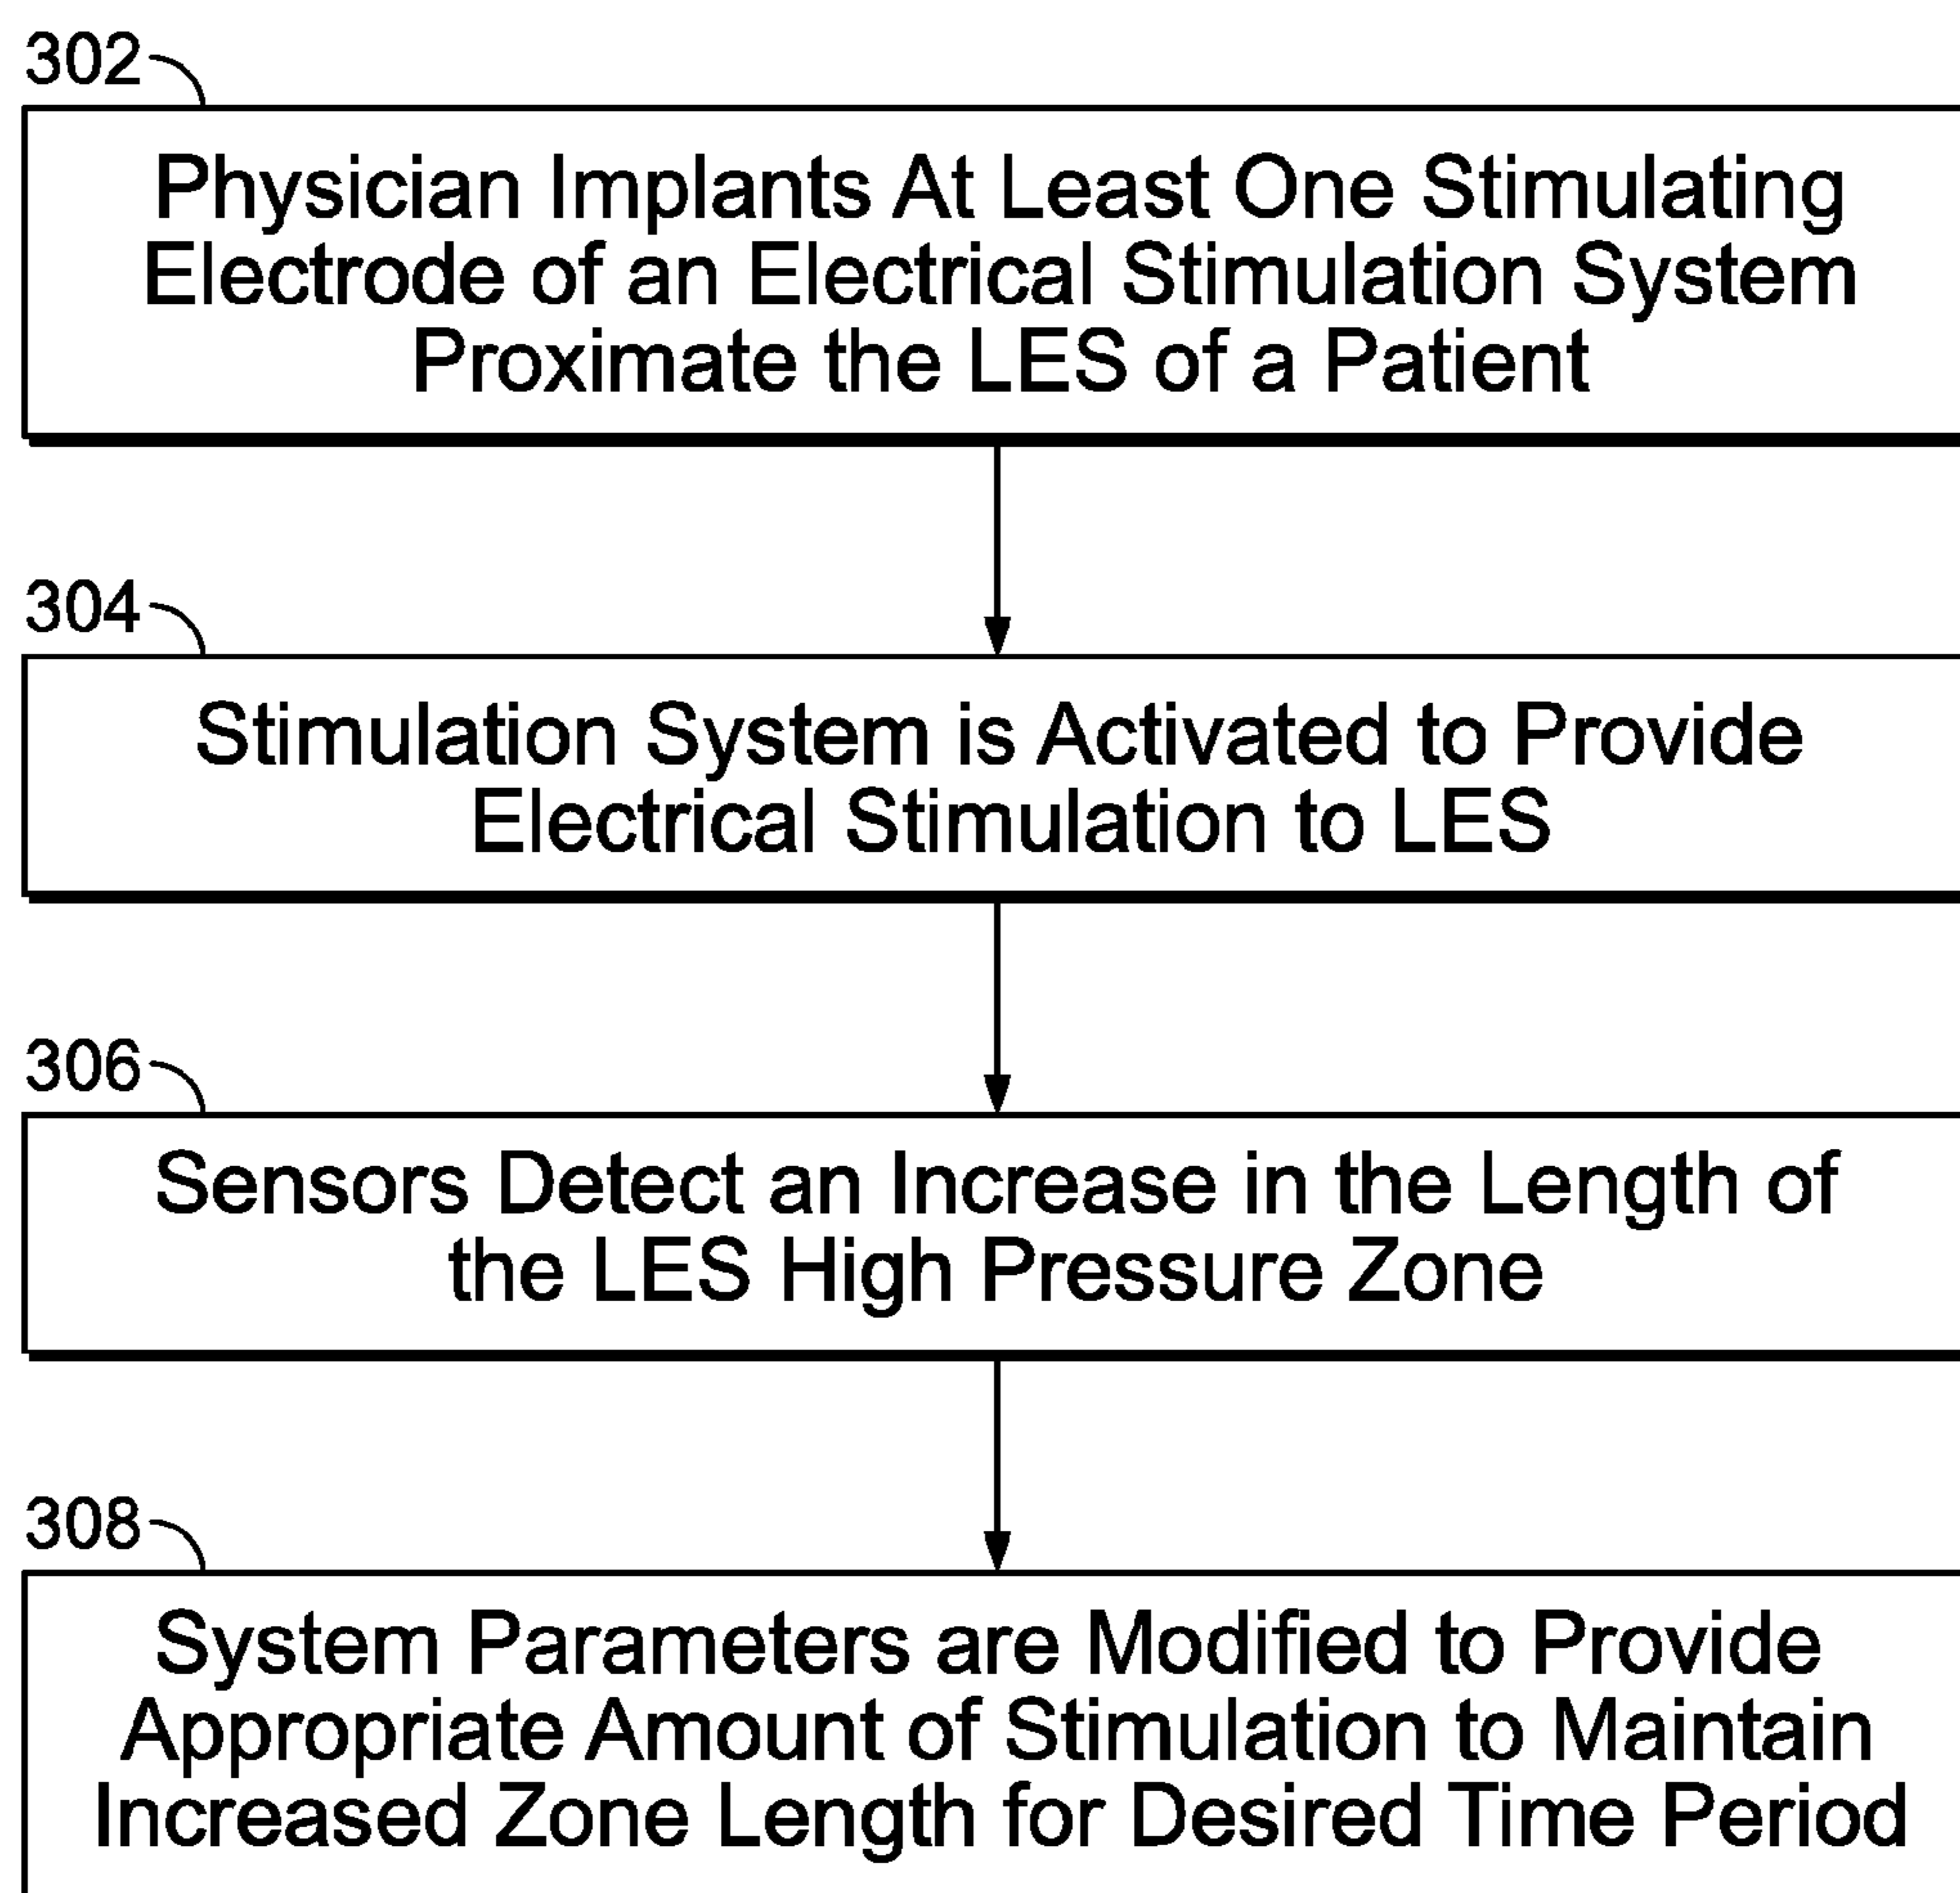 302
Physician Implants At Least One Stimulating
Electrode of an Electrical Stimulation System
Proximate the LES of a Patient
304
Stimulation System is Activated to Provide
Electrical Stimulation to LES
306
Sensors Detect an Increase in the Length of
the LES High Pressure Zone
308
System Parameters are Modified to Provide
Appropriate Amount of Stimulation to Maintain
Increased Zone Length for Desired Time Period